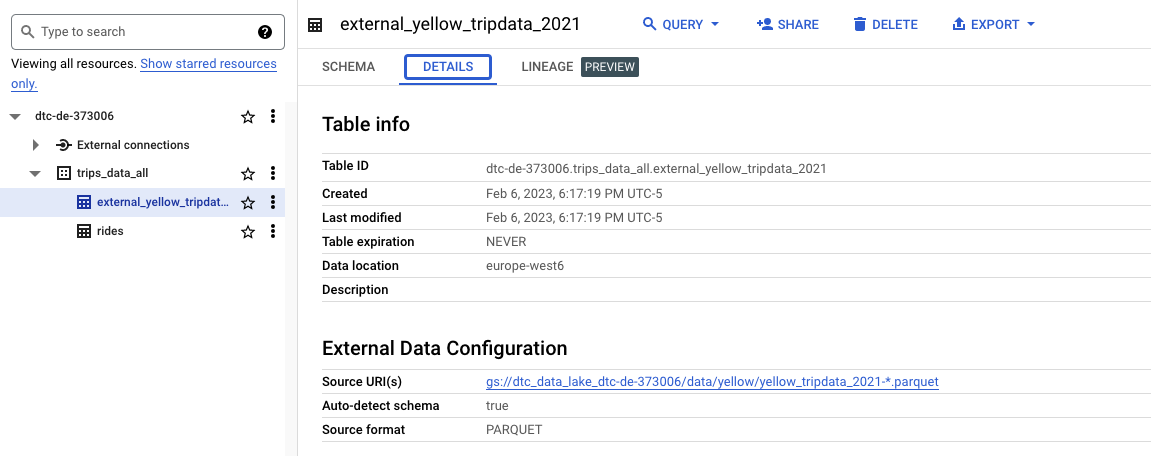 Type to search
Viewing all resources. Show starred resources
only.
dtc-de-373006
External connections
trips_data_all
external_yellow_tripdat...
rides
external_yellow_tripdata_2021
QUERY
SHARE
DELETE
EXPORT
SCHEMA
DETAILS
LINEAGE PREVIEW
Table info
Table ID dtc-de-373006.trips_data_all.external_yellow_tripdata_2021
Created Feb 6, 2023, 6:17:19 PM UTC-5
Last modified Feb 6, 2023, 6:17:19 PM UTC-5
Table expiration NEVER
Data location europe-west6
Description
External Data Configuration
Source URI(s) gs://dtc_data_lake_dtc-de-373006/data/yellow/yellow_tripdata_2021-*.parquet
Auto-detect schema true
Source format PARQUET